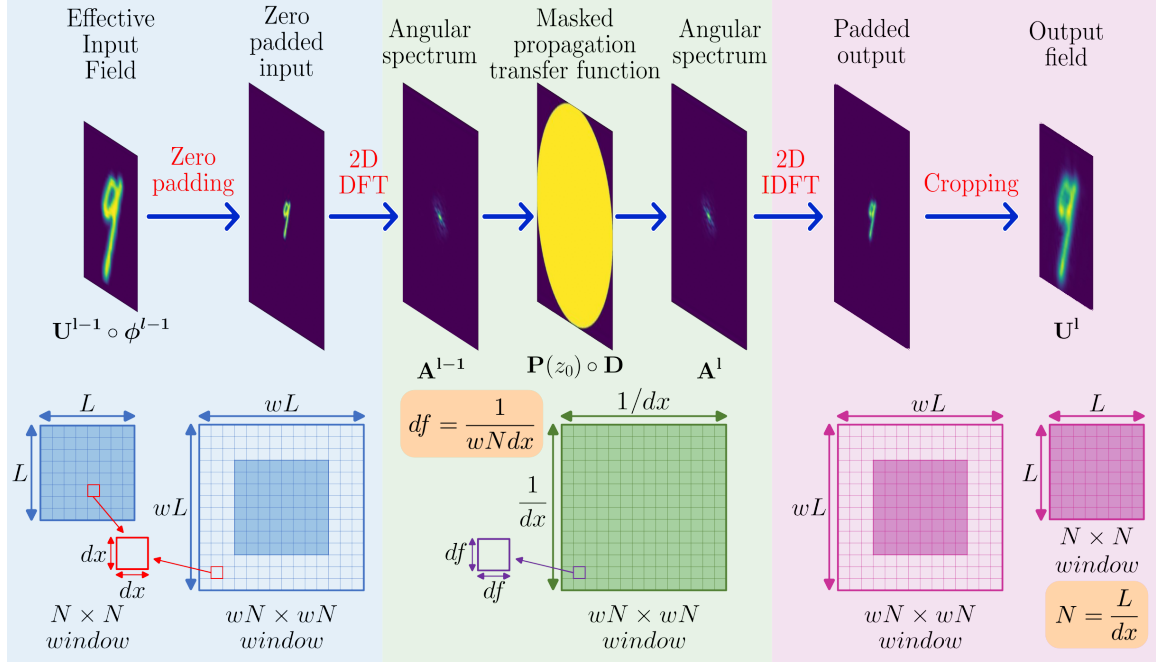 Effective
Input
Field
Zero
padded
input
Angular
spectrum
Masked
propagation
transfer function
Angular
spectrum
Padded
output
Output
field
Zero
padding
2D
DFT
2D
IDFT
Cropping
U^{l−1} ∘ ϕ^{l−1}
A^{l−1}
P(z_0) ∘ D
A^l
U^l
L
L
dx
dx
N × N
window
wL
wL
wN × wN
window
df = 1/(wNdx)
1/dx
1/dx
df
df
wN × wN
window
wL
wL
wN × wN
window
L
L
N × N
window
N = L/dx